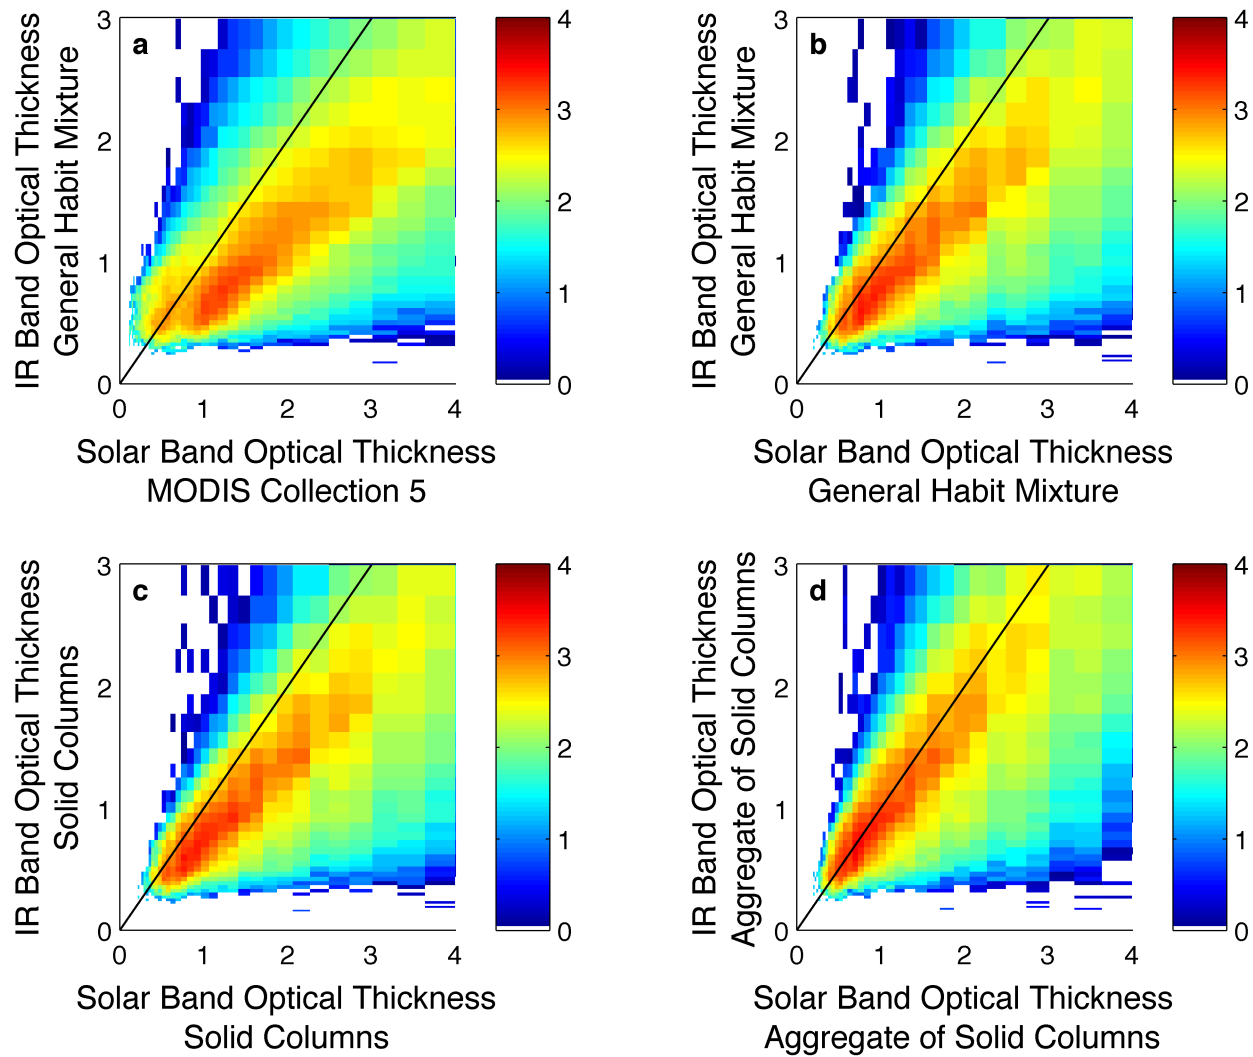 a
IR Band Optical Thickness
General Habit Mixture
3
2
1
0
0 1 2 3 4
Solar Band Optical Thickness
MODIS Collection 5
4
3
2
1
0
b
IR Band Optical Thickness
General Habit Mixture
3
2
1
0
0 1 2 3 4
Solar Band Optical Thickness
General Habit Mixture
4
3
2
1
0
c
IR Band Optical Thickness
Solid Columns
3
2
1
0
0 1 2 3 4
Solar Band Optical Thickness
Solid Columns
4
3
2
1
0
d
IR Band Optical Thickness
Aggregate of Solid Columns
3
2
1
0
0 1 2 3 4
Solar Band Optical Thickness
Aggregate of Solid Columns
4
3
2
1
0